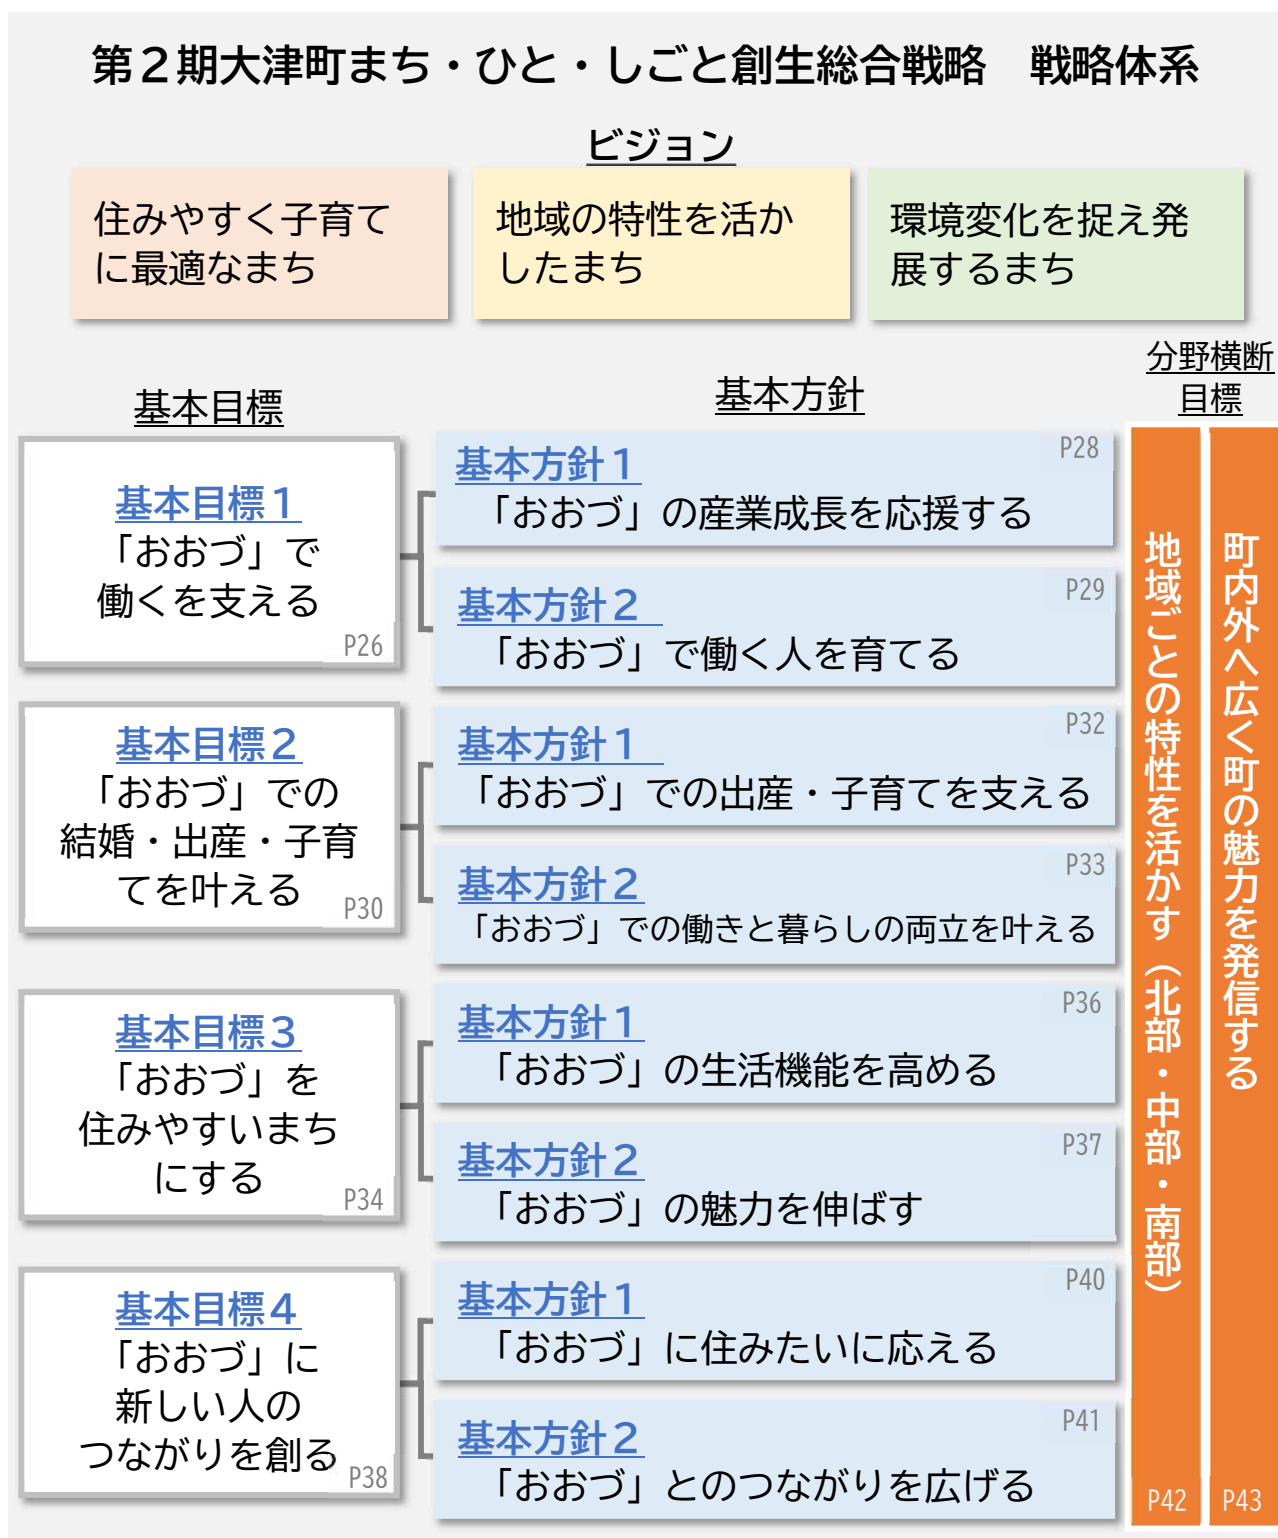 第２期大津町まち・ひと・しごと創生総合戦略　戦略体系
ビジョン
住みやすく子育て
に最適なまち
地域の特性を活か
したまち
環境変化を捉え発
展するまち
基本目標
基本方針
分野横断
目標
基本目標１
「おおづ」で
働くを支える
P26
基本方針１
P28
「おおづ」の産業成長を応援する
基本方針２
P29
「おおづ」で働く人を育てる
基本目標２
「おおづ」での
結婚・出産・子育
てを叶える
P30
基本方針１
P32
「おおづ」での出産・子育てを支える
基本方針２
P33
「おおづ」での働きと暮らしの両立を叶える
基本目標３
「おおづ」を
住みやすいまち
にする
P34
基本方針１
P36
「おおづ」の生活機能を高める
基本方針２
P37
「おおづ」の魅力を伸ばす
基本目標４
「おおづ」に
新しい人の
つながりを創る
P38
基本方針１
P40
「おおづ」に住みたいに応える
基本方針２
P41
「おおづ」とのつながりを広げる
地域ごとの特性を活かす（北部・中部・南部）
P42
町内外へ広く町の魅力を発信する
P43